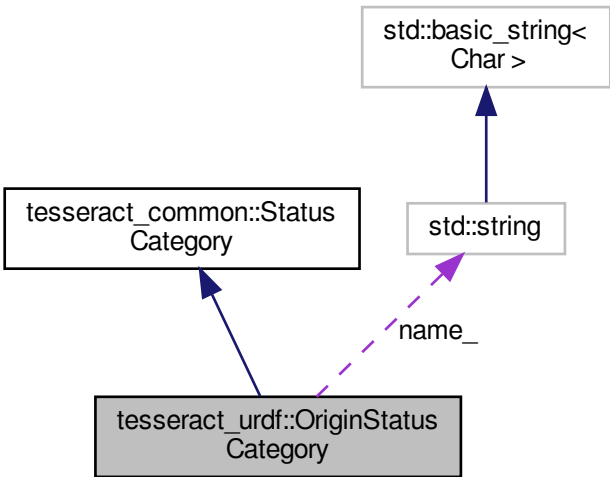 std::basic_string<
Char >
tesseract_common::Status
Category
std::string
name_
tesseract_urdf::OriginStatus
Category